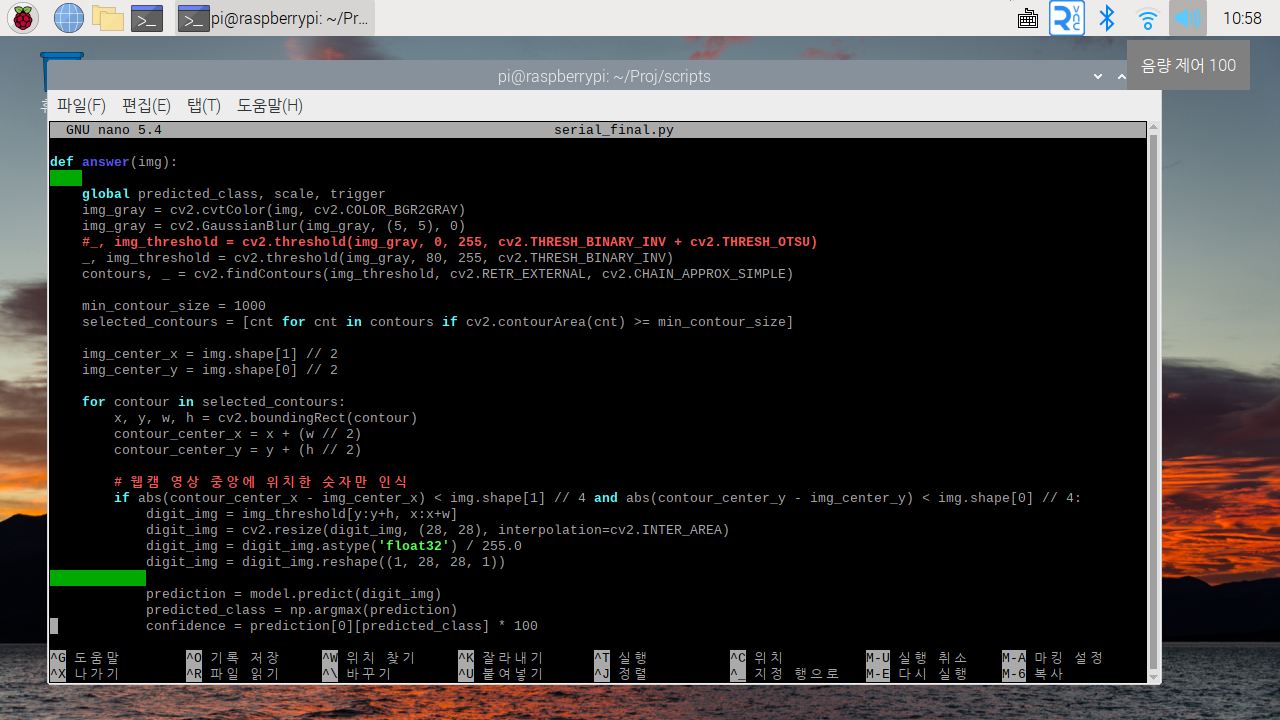 pi@raspberrypi: ~/Pr...
10:58
음량 제어 100
pi@raspberrypi: ~/Proj/scripts
파일(F) 편집(E) 탭(T) 도움말(H)
GNU nano 5.4 serial_final.py
def answer(img):
    global predicted_class, scale, trigger
    img_gray = cv2.cvtColor(img, cv2.COLOR_BGR2GRAY)
    img_gray = cv2.GaussianBlur(img_gray, (5, 5), 0)
    #_, img_threshold = cv2.threshold(img_gray, 0, 255, cv2.THRESH_BINARY_INV + cv2.THRESH_OTSU)
    _, img_threshold = cv2.threshold(img_gray, 80, 255, cv2.THRESH_BINARY_INV)
    contours, _ = cv2.findContours(img_threshold, cv2.RETR_EXTERNAL, cv2.CHAIN_APPROX_SIMPLE)
    min_contour_size = 1000
    selected_contours = [cnt for cnt in contours if cv2.contourArea(cnt) >= min_contour_size]
    img_center_x = img.shape[1] // 2
    img_center_y = img.shape[0] // 2
    for contour in selected_contours:
        x, y, w, h = cv2.boundingRect(contour)
        contour_center_x = x + (w // 2)
        contour_center_y = y + (h // 2)
        # 웹캠 영상 중앙에 위치한 숫자만 인식
        if abs(contour_center_x - img_center_x) < img.shape[1] // 4 and abs(contour_center_y - img_center_y) < img.shape[0] // 4:
            digit_img = img_threshold[y:y+h, x:x+w]
            digit_img = cv2.resize(digit_img, (28, 28), interpolation=cv2.INTER_AREA)
            digit_img = digit_img.astype('float32') / 255.0
            digit_img = digit_img.reshape((1, 28, 28, 1))
            prediction = model.predict(digit_img)
            predicted_class = np.argmax(prediction)
            confidence = prediction[0][predicted_class] * 100
^G 도움말 ^O 기록 저장 ^W 위치 찾기 ^K 잘라내기 ^T 실행 ^C 위치 M-U 실행 취소 M-A 마킹 설정
^X 나가기 ^R 파일 읽기 ^\ 바꾸기 ^U 붙여넣기 ^J 정렬 ^_ 지정 행으로 M-E 다시 실행 M-6 복사